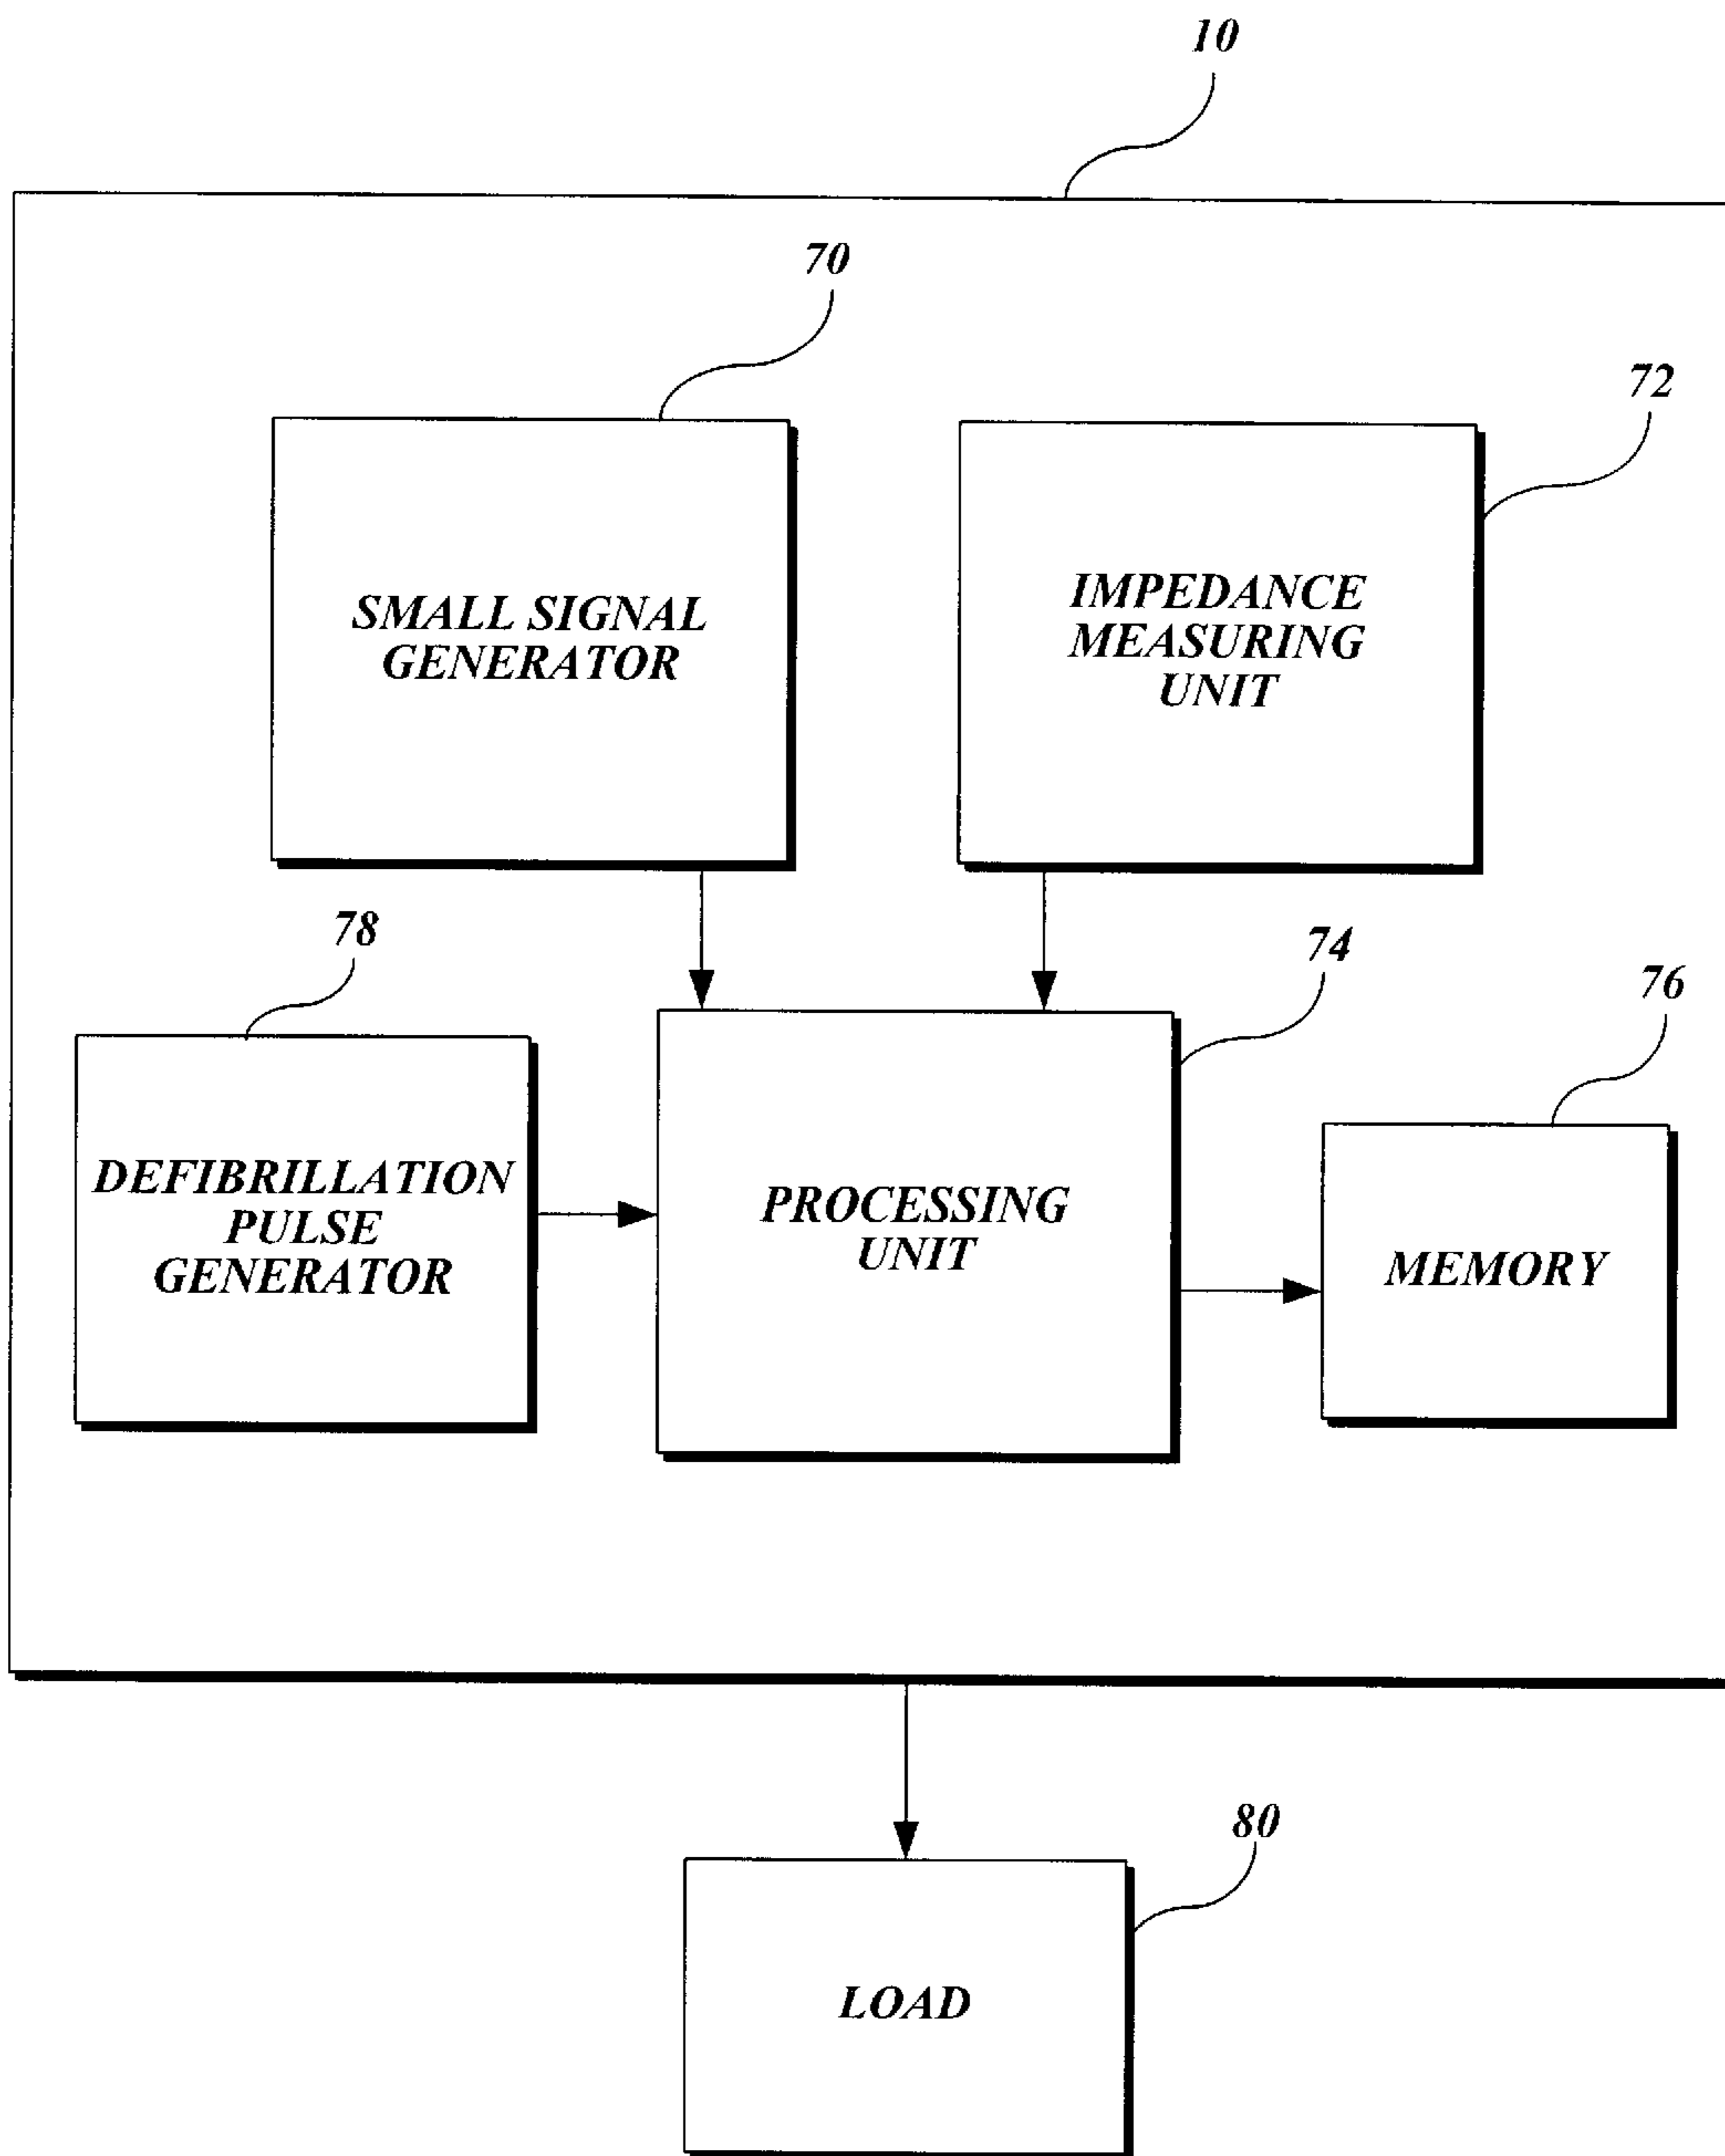 10
70
72
SMALL SIGNAL
GENERATOR
IMPEDANCE
MEASURING
UNIT
78
74
76
DEFIBRILLATION
PULSE
GENERATOR
PROCESSING
UNIT
MEMORY
80
LOAD